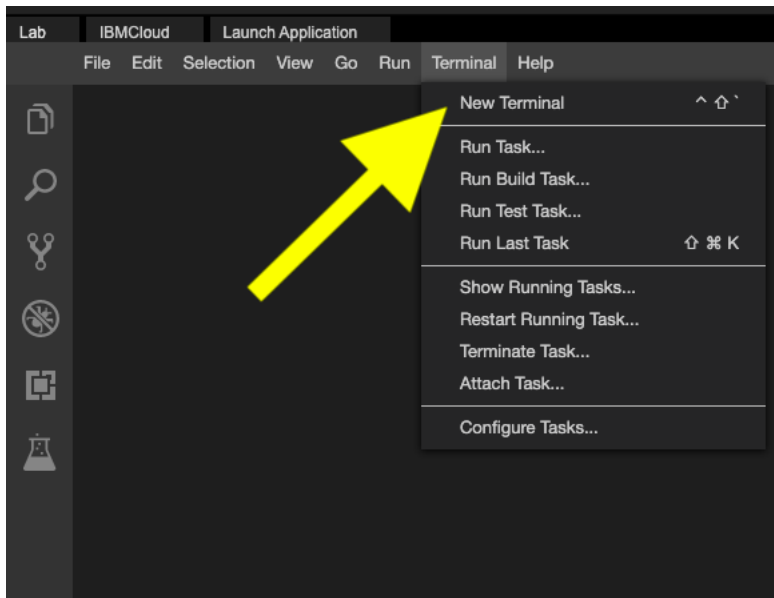 Lab IBMCloud Launch Application
File Edit Selection View Go Run Terminal Help
New Terminal ^ ⇧ `
Run Task...
Run Build Task...
Run Test Task...
Run Last Task ⇧ ⌘ K
Show Running Tasks...
Restart Running Task...
Terminate Task...
Attach Task...
Configure Tasks...